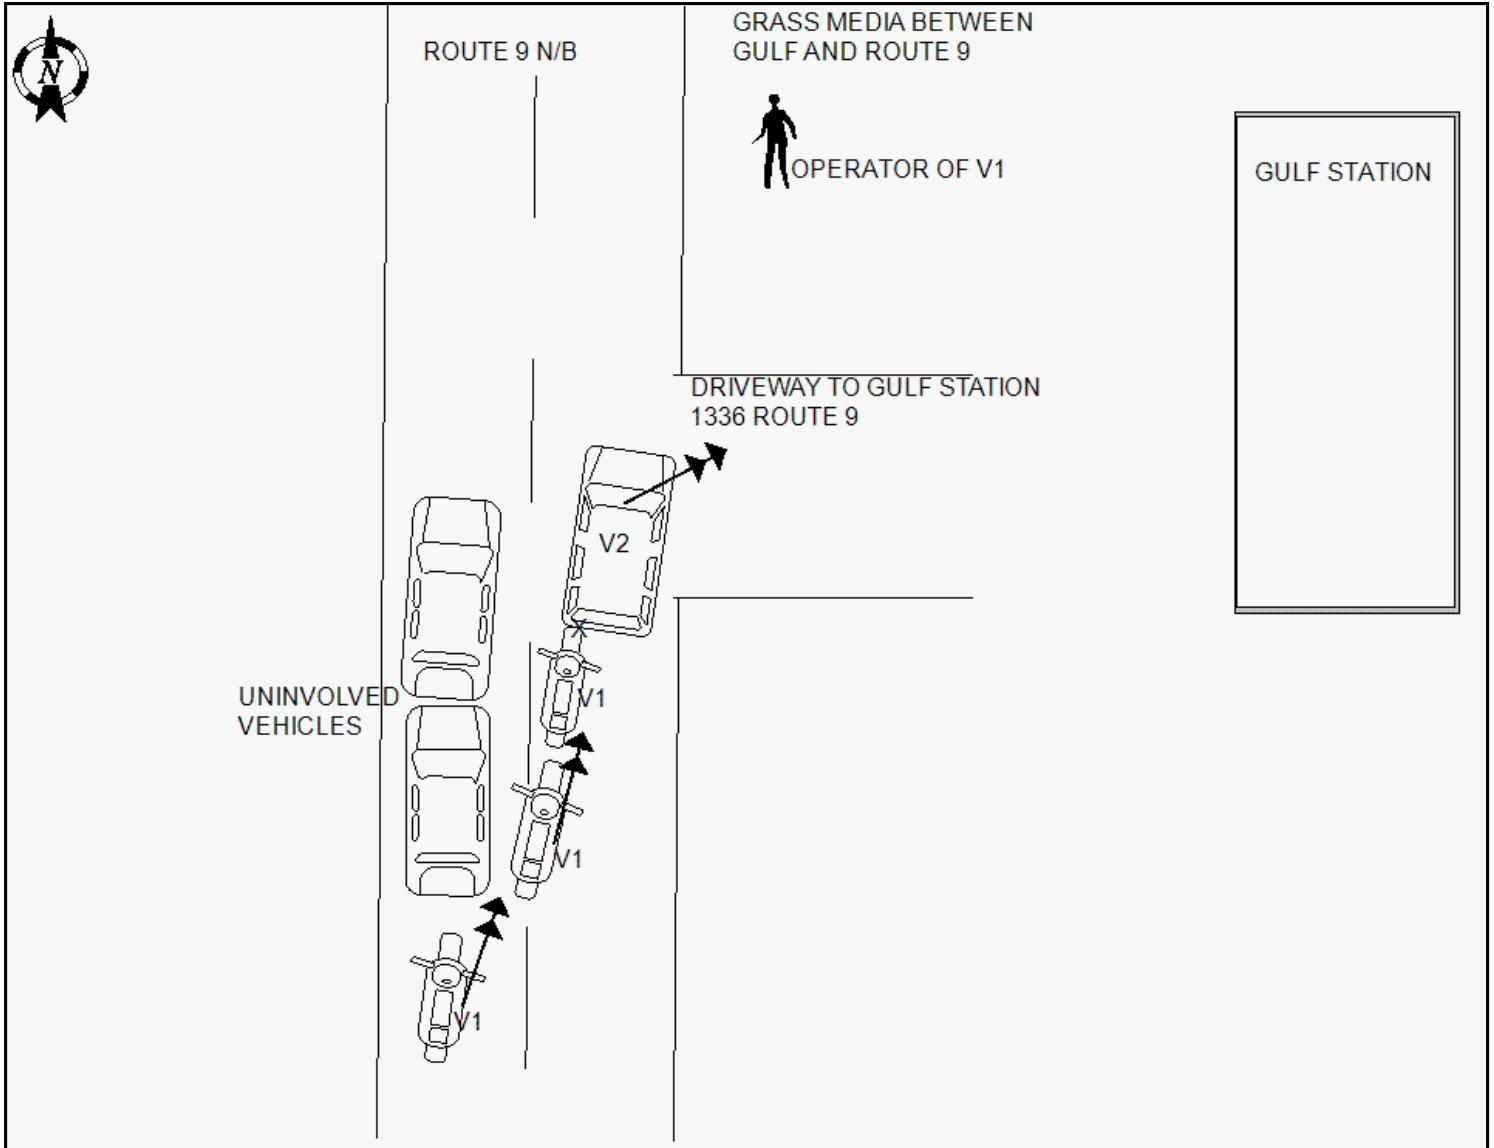 N
ROUTE 9 N/B
GRASS MEDIA BETWEEN
GULF AND ROUTE 9
OPERATOR OF V1
GULF STATION
DRIVEWAY TO GULF STATION
1336 ROUTE 9
V2
X
UNINVOLVED
VEHICLES
V1
V1
V1